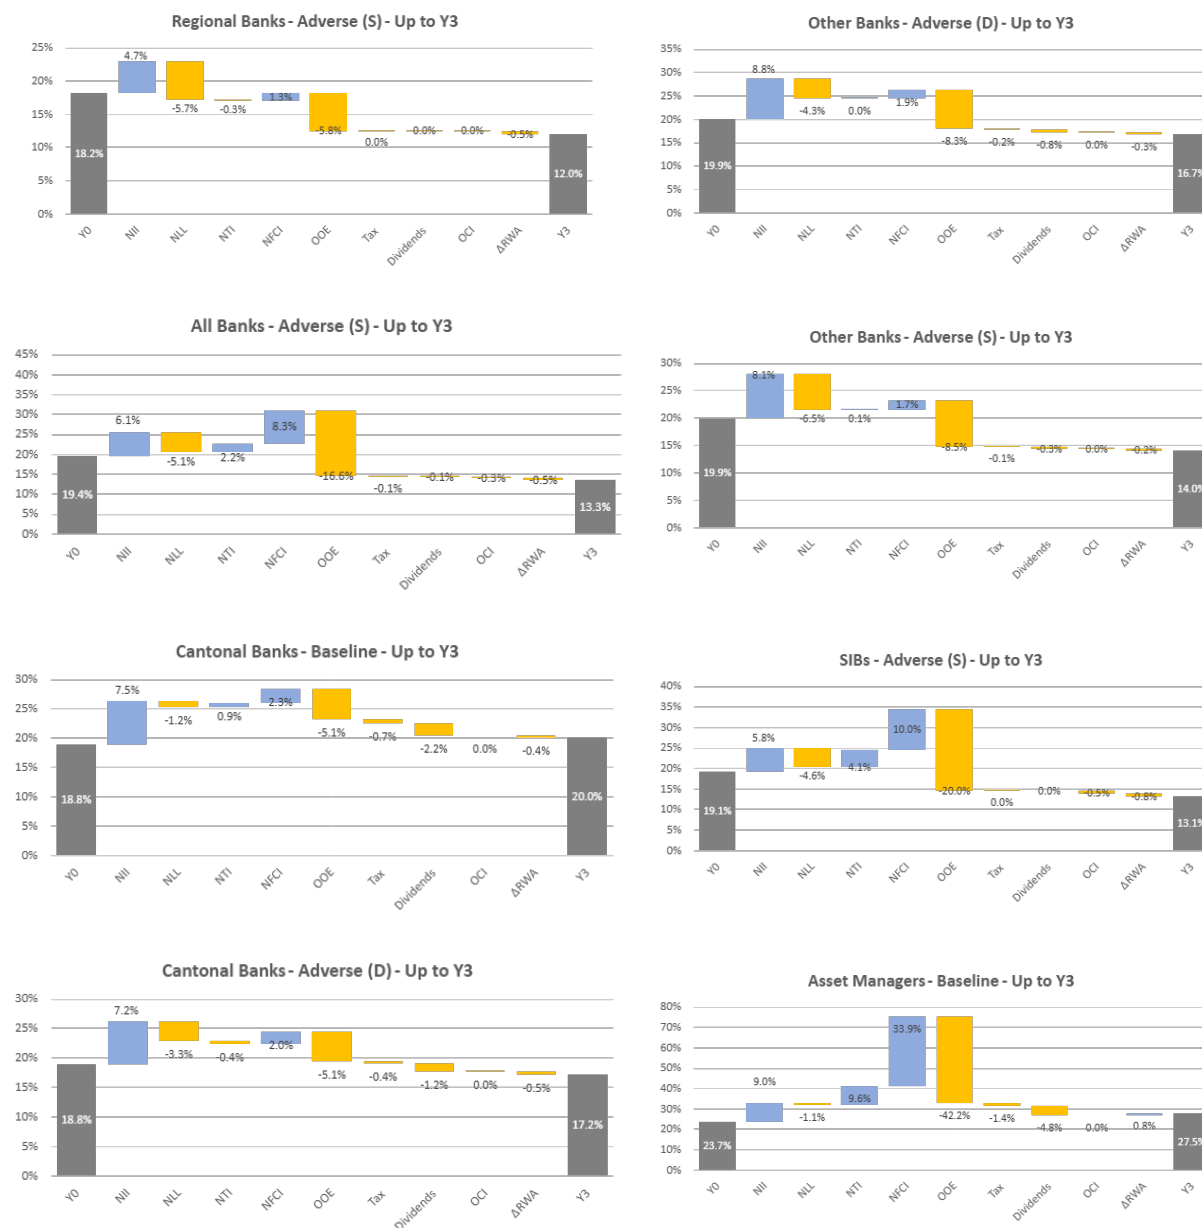 Regional Banks - Adverse (S) - Up to Y3
25%
20%
15%
10%
5%
0%
18.2%
4.7%
-5.7%
-0.3%
1.3%
-5.8%
0.0%
-0.0%
0.0%
-0.5%
12.0%
Y0
NII
NLL
NTI
NFCI
OOE
Tax
Dividends
OCI
ΔRWA
Y3
Other Banks - Adverse (D) - Up to Y3
35%
30%
25%
20%
15%
10%
5%
0%
19.9%
8.8%
-4.3%
0.0%
1.9%
-8.3%
-0.2%
-0.8%
0.0%
-0.3%
16.7%
Y0
NII
NLL
NTI
NFCI
OOE
Tax
Dividends
OCI
ΔRWA
Y3
All Banks - Adverse (S) - Up to Y3
45%
40%
35%
30%
25%
20%
15%
10%
5%
0%
19.4%
6.1%
-5.1%
2.2%
8.3%
-16.6%
-0.1%
-0.1%
-0.3%
-0.5%
13.3%
Y0
NII
NLL
NTI
NFCI
OOE
Tax
Dividends
OCI
ΔRWA
Y3
Other Banks - Adverse (S) - Up to Y3
30%
25%
20%
15%
10%
5%
0%
19.9%
8.1%
-6.5%
0.1%
1.7%
-8.5%
-0.1%
-0.3%
0.0%
-0.2%
14.0%
Y0
NII
NLL
NTI
NFCI
OOE
Tax
Dividends
OCI
ΔRWA
Y3
Cantonal Banks - Baseline - Up to Y3
30%
25%
20%
15%
10%
5%
0%
18.8%
7.5%
-1.2%
0.9%
2.3%
-5.1%
-0.7%
-2.2%
0.0%
-0.4%
20.0%
Y0
NII
NLL
NTI
NFCI
OOE
Tax
Dividends
OCI
ΔRWA
Y3
SIBs - Adverse (S) - Up to Y3
40%
35%
30%
25%
20%
15%
10%
5%
0%
19.1%
5.8%
-4.6%
4.1%
10.0%
-20.0%
0.0%
0.0%
-0.5%
-0.8%
13.1%
Y0
NII
NLL
NTI
NFCI
OOE
Tax
Dividends
OCI
ΔRWA
Y3
Cantonal Banks - Adverse (D) - Up to Y3
30%
25%
20%
15%
10%
5%
0%
18.8%
7.2%
-3.3%
-0.4%
2.0%
-5.1%
-0.4%
-1.2%
0.0%
-0.5%
17.2%
Y0
NII
NLL
NTI
NFCI
OOE
Tax
Dividends
OCI
ΔRWA
Y3
Asset Managers - Baseline - Up to Y3
80%
70%
60%
50%
40%
30%
20%
10%
0%
23.7%
9.0%
-1.1%
9.6%
33.9%
-42.2%
-1.4%
-4.8%
0.0%
0.8%
27.5%
Y0
NII
NLL
NTI
NFCI
OOE
Tax
Dividends
OCI
ΔRWA
Y3